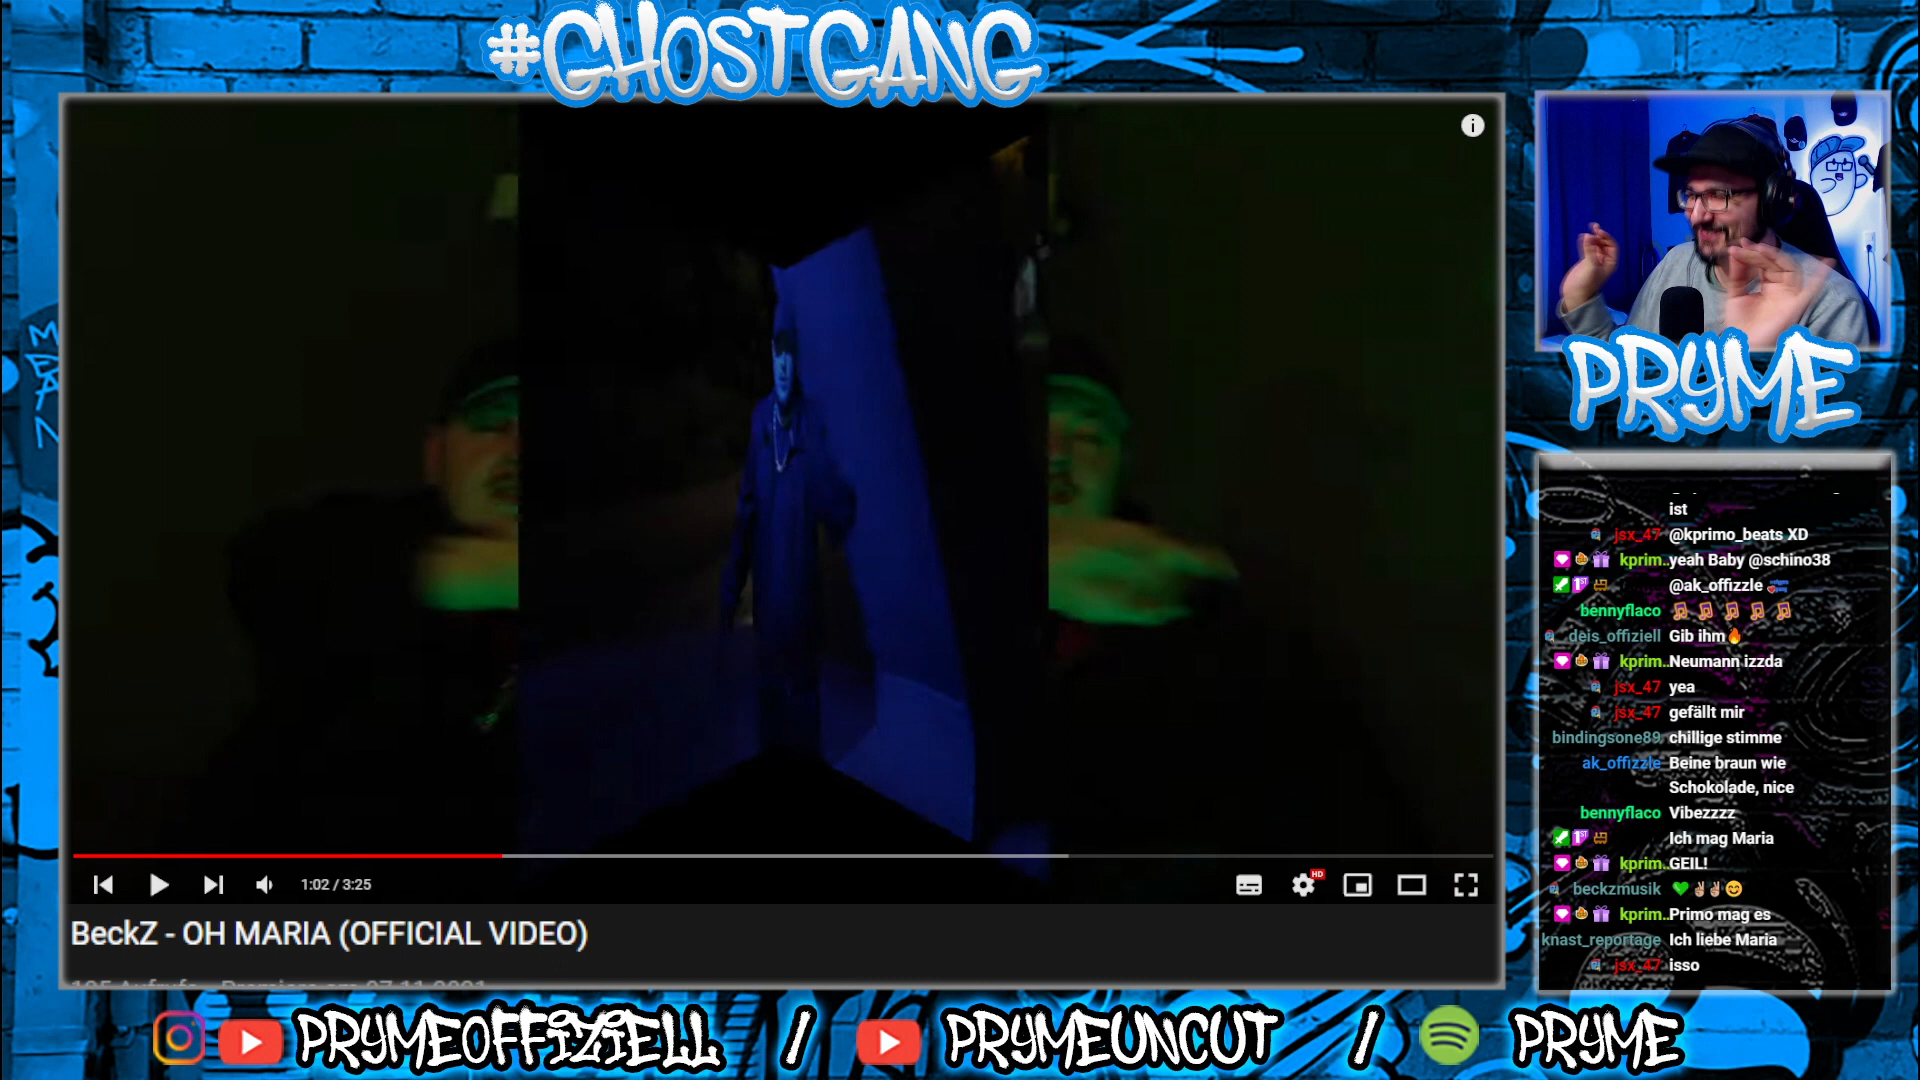 #GHOSTGANG
1:02 / 3:25
HD
BeckZ - OH MARIA (OFFICIAL VIDEO)
PRYME
ist
jsx_47 @kprimo_beats XD
kprim.. yeah Baby @schino38
1ST @ak_offizzle
bennyflaco
deis_offiziell Gib ihm🔥
kprim.. Neumann izzda
jsx_47 yea
jsx_47 gefällt mir
bindingsone89 chillige stimme
ak_offizzle Beine braun wie
Schokolade, nice
bennyflaco Vibezzzz
1ST Ich mag Maria
kprim.. GEIL!
beckzmusik 💚✌🏼✌🏼😊
kprim.. Primo mag es
knast_reportage Ich liebe Maria
jsx_47 isso
PRYMEOFFIZIELL / PRYMEUNCUT / PRYME